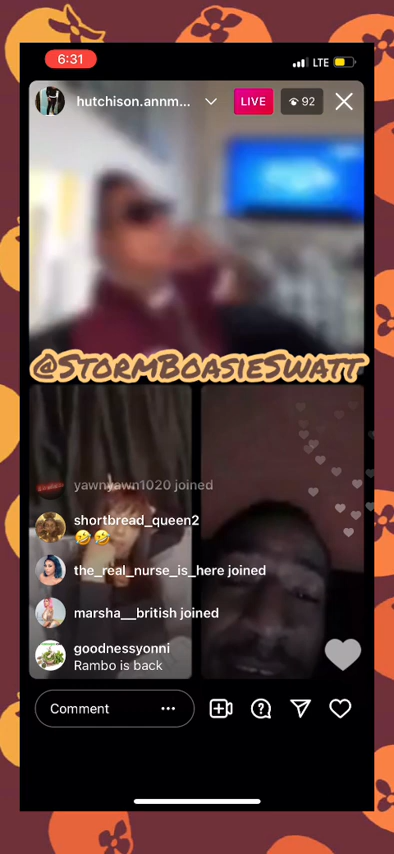 6:31
LTE
hutchison.annm...
LIVE
92
@StormBoasieSwatt
yawnyawn1020 joined
shortbread_queen2
🤣🤣
the_real_nurse_is_here joined
marsha__british joined
goodnessyonni
Rambo is back
Comment